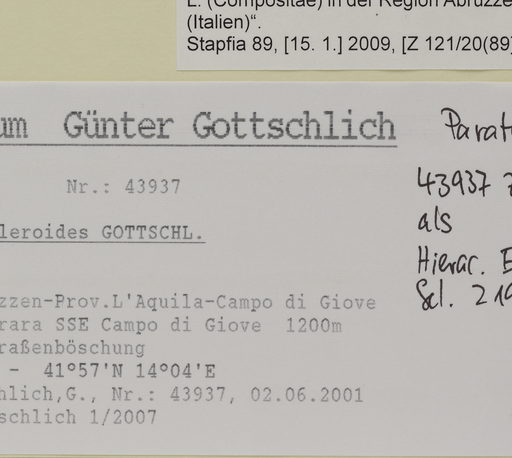 L. (Compositae) in der Region Abruzze
(Italien)“.
Stapfia 89, [15. 1.] 2009, [Z 121/20(89)
um Günter Gottschlich
Nr.: 43937
leroides GOTTSCHL.
zzen-Prov.L'Aquila-Campo di Giove
rara SSE Campo di Giove 1200m
raßenböschung
- 41°57'N 14°04'E
hlich,G., Nr.: 43937, 02.06.2001
schlich 1/2007
Parat
43937
als
Hierac. E
Sel. 219